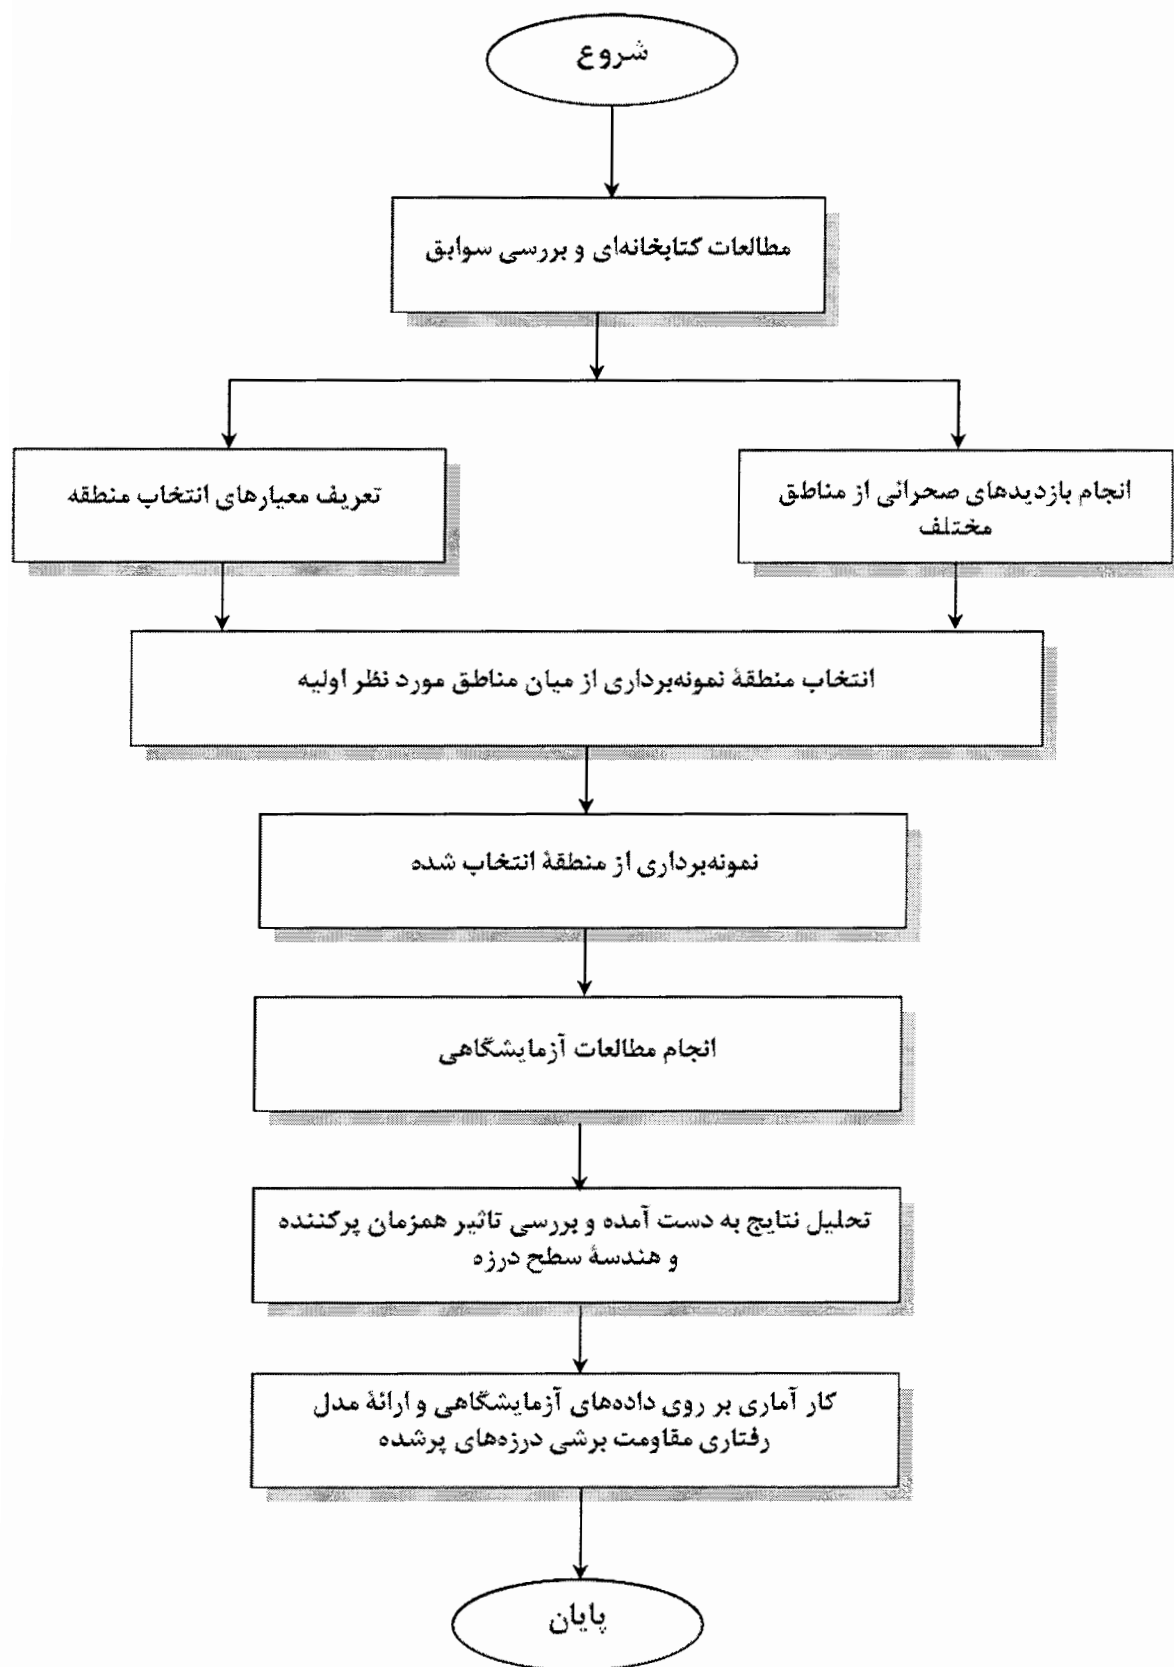 شروع
مطالعات کتابخانه‌ای و بررسی سوابق
انجام بازدیدهای صحرائی از مناطق
مختلف
تعریف معیارهای انتخاب منطقه
انتخاب منطقهٔ نمونه‌برداری از میان مناطق مورد نظر اولیه
نمونه‌برداری از منطقهٔ انتخاب شده
انجام مطالعات آزمایشگاهی
تحلیل نتایج به دست آمده و بررسی تاثیر همزمان پرکننده
و هندسهٔ سطح درزه
کار آماری بر روی داده‌های آزمایشگاهی و ارائهٔ مدل
رفتاری مقاومت برشی درزه‌های پرشده
پایان